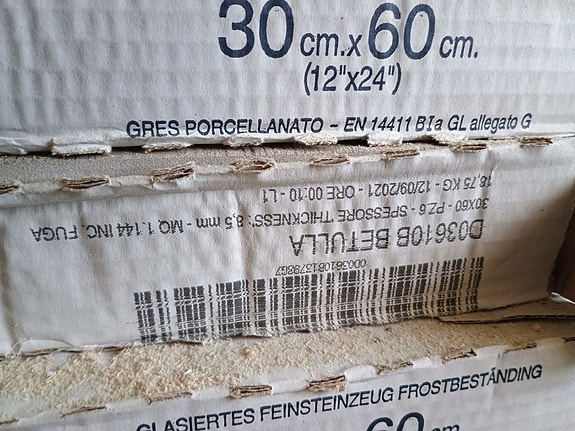 30 cm. x 60 cm.
(12"x24")
GRES PORCELLANATO - EN 14411 BIa GL allegato G
18,75 KG - 12/09/2021 - ORE 00:10 - L1
30X60 - PZ.6 - SPESSORE THICKNESS: 8,5 mm - MQ 1.144 INC. FUGA
D03610B BETULLA
GLASIERTES FEINSTEINZEUG FROSTBESTÄNDING
60 cm